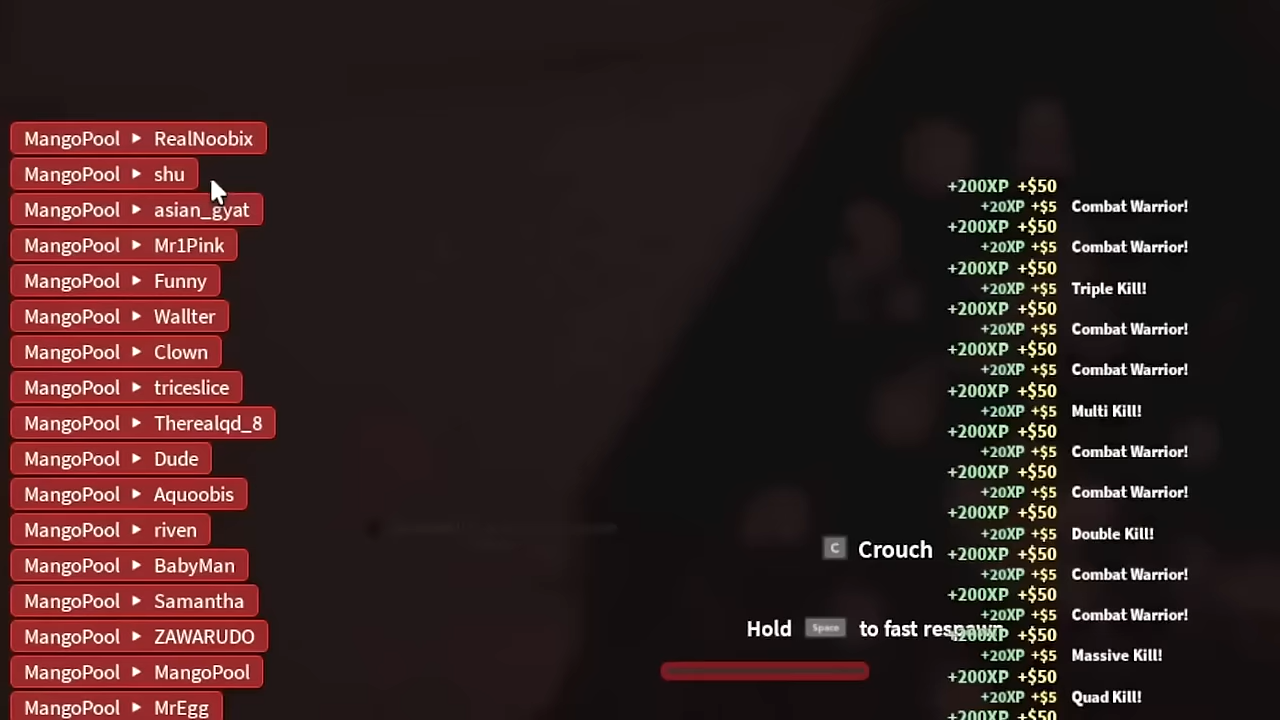 MangoPool ▶ RealNoobix
MangoPool ▶ shu
MangoPool ▶ asian_gyat
MangoPool ▶ Mr1Pink
MangoPool ▶ Funny
MangoPool ▶ Wallter
MangoPool ▶ Clown
MangoPool ▶ triceslice
MangoPool ▶ Therealqd_8
MangoPool ▶ Dude
MangoPool ▶ Aquoobis
MangoPool ▶ riven
MangoPool ▶ BabyMan
MangoPool ▶ Samantha
MangoPool ▶ ZAWARUDO
MangoPool ▶ MangoPool
MangoPool ▶ MrEgg
C Crouch
Hold Space to fast respawn
+200XP +$50
+20XP +$5 Combat Warrior!
+200XP +$50
+20XP +$5 Combat Warrior!
+200XP +$50
+20XP +$5 Triple Kill!
+200XP +$50
+20XP +$5 Combat Warrior!
+200XP +$50
+20XP +$5 Combat Warrior!
+200XP +$50
+20XP +$5 Multi Kill!
+200XP +$50
+20XP +$5 Combat Warrior!
+200XP +$50
+20XP +$5 Combat Warrior!
+200XP +$50
+20XP +$5 Double Kill!
+200XP +$50
+20XP +$5 Combat Warrior!
+200XP +$50
+20XP +$5 Combat Warrior!
+200XP +$50
+20XP +$5 Massive Kill!
+200XP +$50
+20XP +$5 Quad Kill!
+200XP +$50